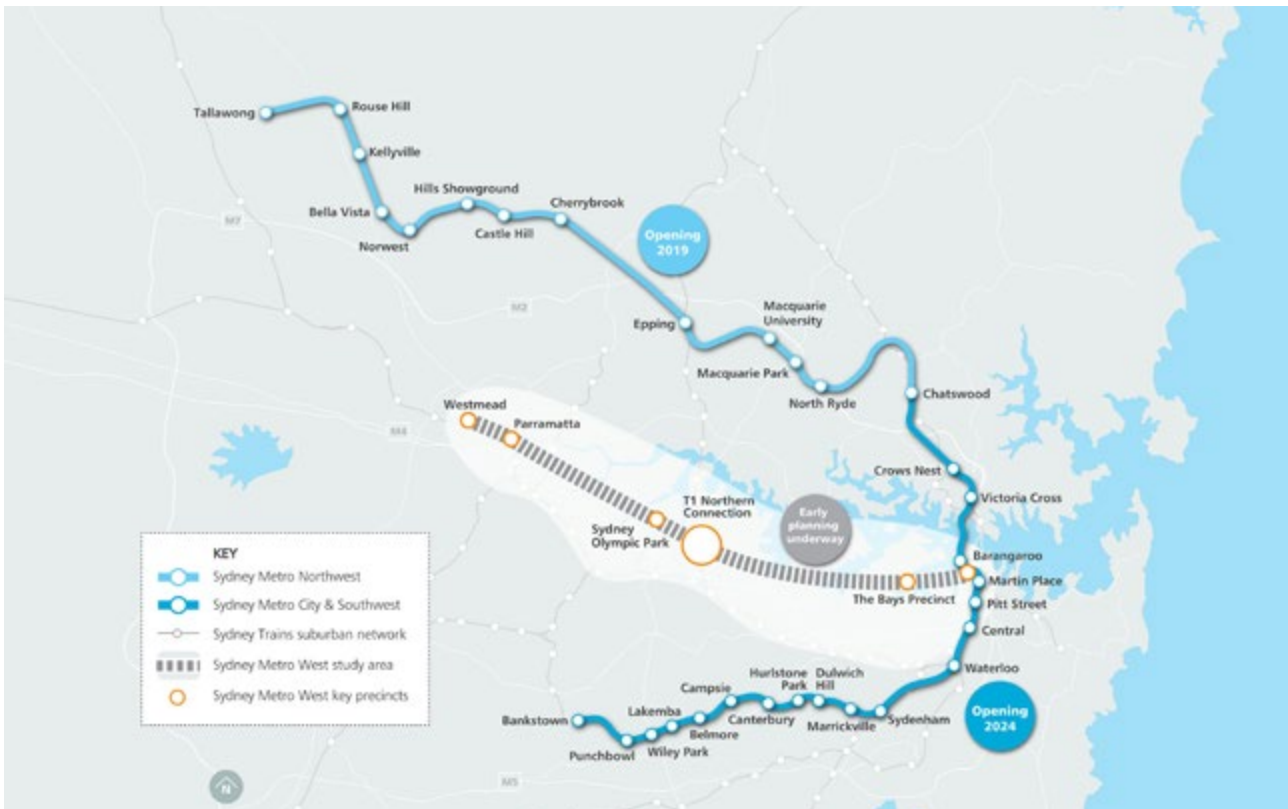 Tallawong
Rouse Hill
Kellyville
Bella Vista
Norwest
Hills Showground
Castle Hill
Cherrybrook
Opening
2019
M7
M2
Epping
Macquarie
University
Macquarie Park
North Ryde
Chatswood
Westmead
Parramatta
M4
Crows Nest
Victoria Cross
T1 Northern
Connection
Sydney
Olympic Park
Early
planning
underway
Barangaroo
Martin Place
The Bays Precinct
Pitt Street
Central
Waterloo
KEY
Sydney Metro Northwest
Sydney Metro City & Southwest
Sydney Trains suburban network
Sydney Metro West study area
Sydney Metro West key precincts
Bankstown
Punchbowl
Lakemba
Wiley Park
Campsie
Belmore
Canterbury
Hurlstone
Park
Dulwich
Hill
Marrickville
Sydenham
Opening
2024
M5
N